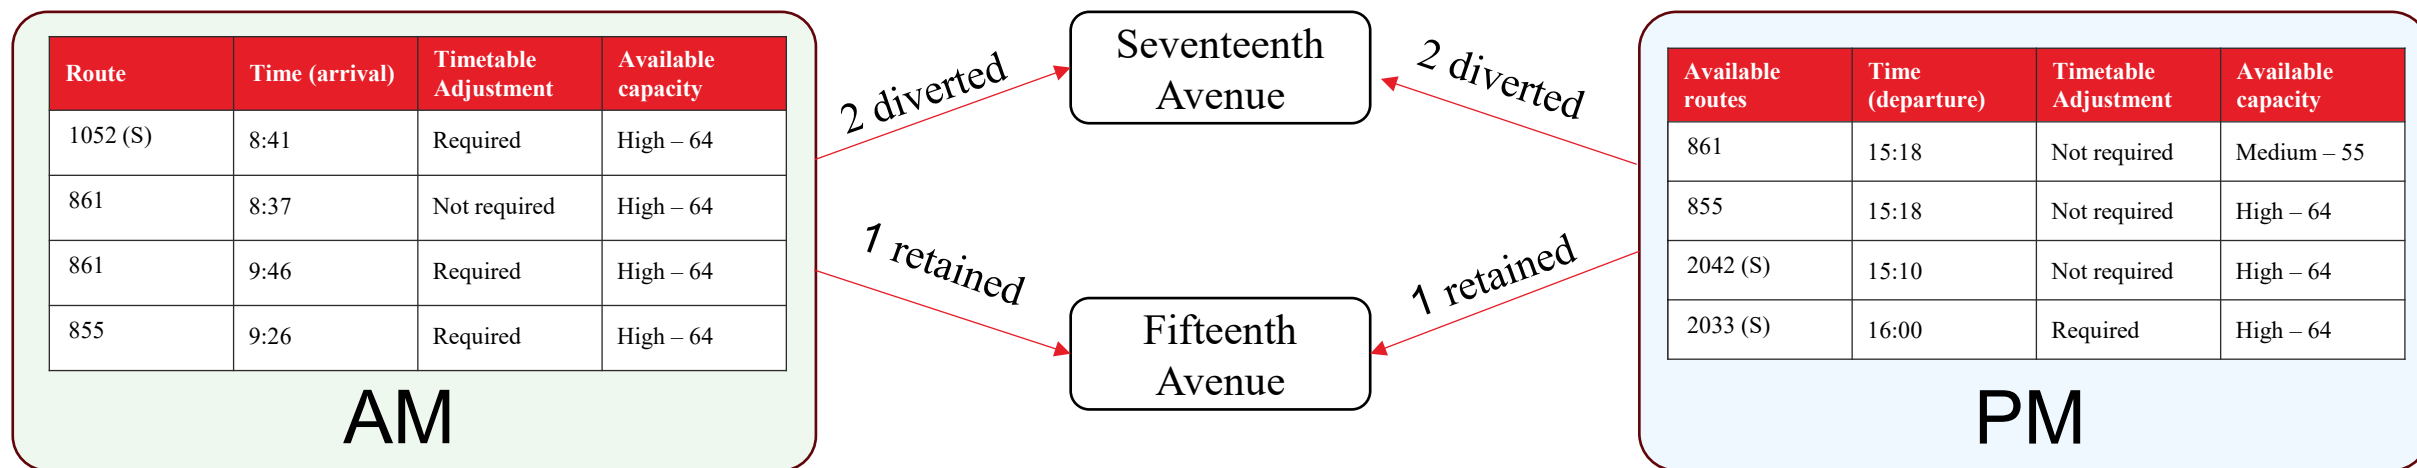 Route Time (arrival) Timetable Adjustment Available capacity
1052 (S) 8:41 Required High – 64
861 8:37 Not required High – 64
861 9:46 Required High – 64
855 9:26 Required High – 64
AM
2 diverted
1 retained
Seventeenth
Avenue
Fifteenth
Avenue
2 diverted
1 retained
Available routes Time (departure) Timetable Adjustment Available capacity
861 15:18 Not required Medium – 55
855 15:18 Not required High – 64
2042 (S) 15:10 Not required High – 64
2033 (S) 16:00 Required High – 64
PM